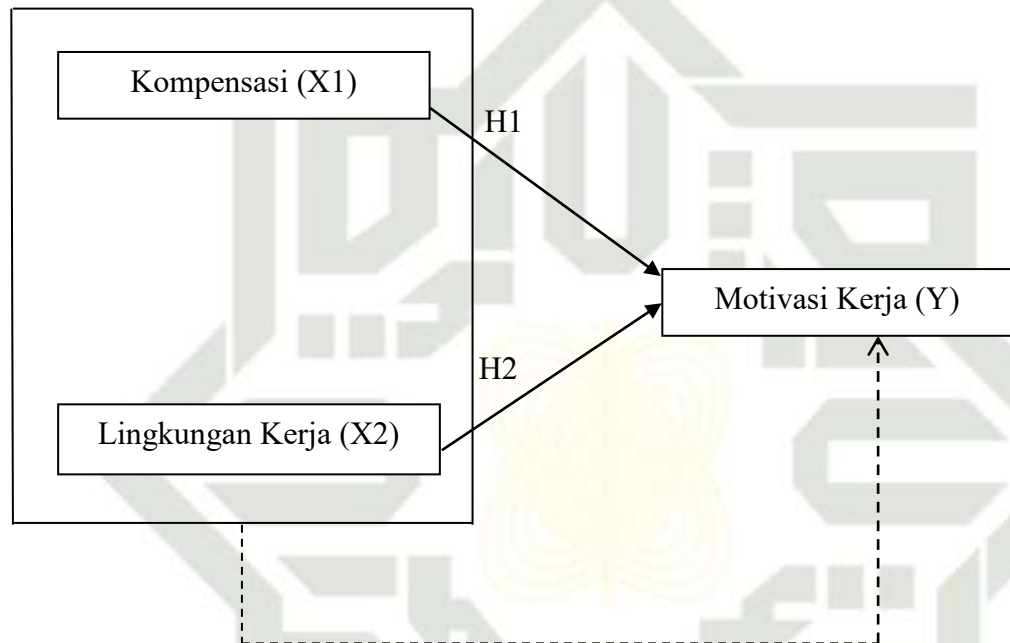 Kompensasi (X1)
H1
Motivasi Kerja (Y)
H2
Lingkungan Kerja (X2)